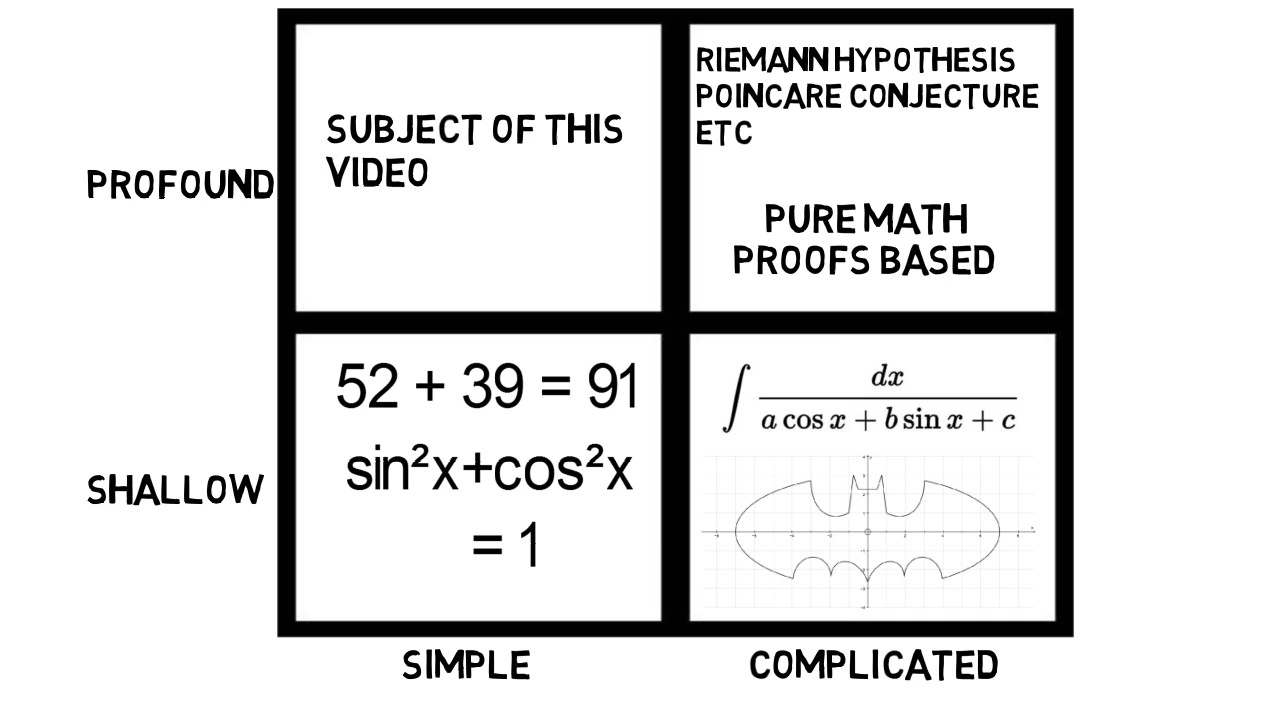 SUBJECT OF THIS
VIDEO
RIEMANN HYPOTHESIS
POINCARE CONJECTURE
ETC
PURE MATH
PROOFS BASED
PROFOUND
52 + 39 = 91
sin²x+cos²x
= 1
∫ dx / a cos x + b sin x + c
SHALLOW
SIMPLE
COMPLICATED